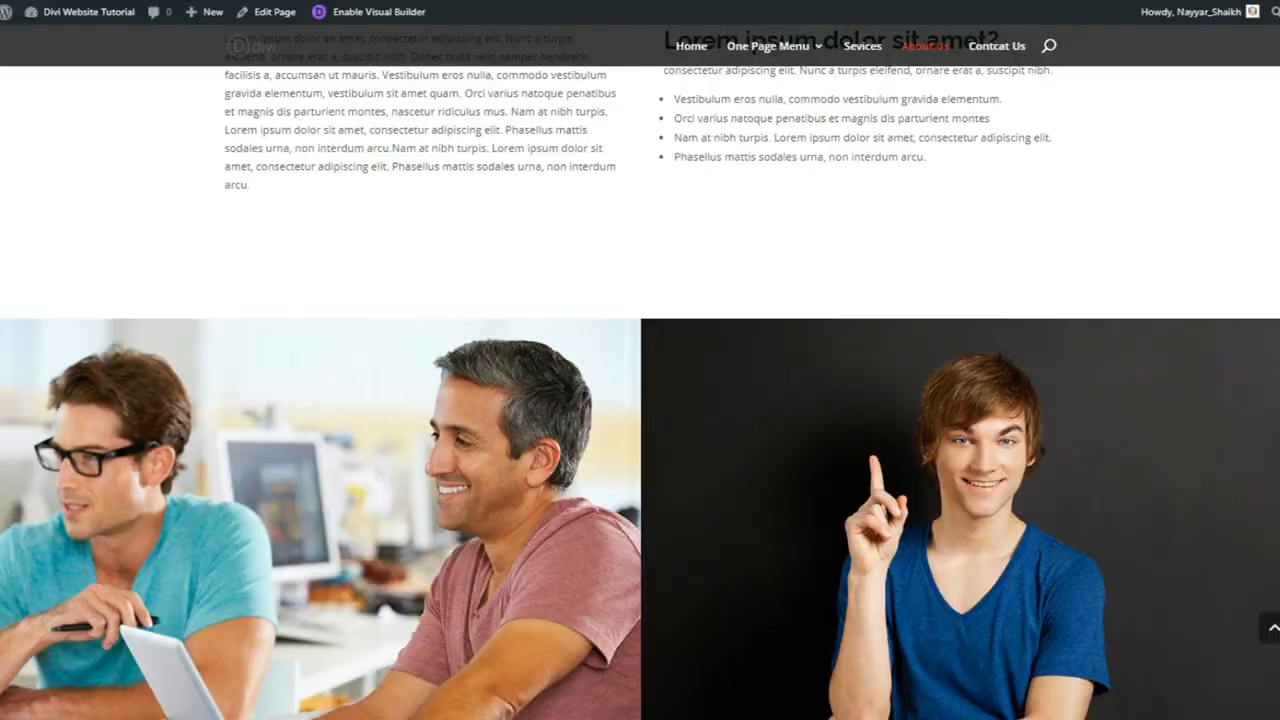 Divi Website Tutorial
0
New
Edit Page
Enable Visual Builder
Howdy, Nayyar_Shaikh
divi
Home
One Page Menu
Sevices
About Us
Contcat Us
Lorem ipsum dolor sit amet, consectetur adipiscing elit. Nunc a turpis
eleifend, ornare erat a, suscipit nibh. Donec nulla velit, semper hendrerit
facilisis a, accumsan ut mauris. Vestibulum eros nulla, commodo vestibulum
gravida elementum, vestibulum sit amet quam. Orci varius natoque penatibus
et magnis dis parturient montes, nascetur ridiculus mus. Nam at nibh turpis.
Lorem ipsum dolor sit amet, consectetur adipiscing elit. Phasellus mattis
sodales urna, non interdum arcu.Nam at nibh turpis. Lorem ipsum dolor sit
amet, consectetur adipiscing elit. Phasellus mattis sodales urna, non interdum
arcu.
Lorem ipsum dolor sit amet?
consectetur adipiscing elit. Nunc a turpis eleifend, ornare erat a, suscipit nibh.
Vestibulum eros nulla, commodo vestibulum gravida elementum.
Orci varius natoque penatibus et magnis dis parturient montes
Nam at nibh turpis. Lorem ipsum dolor sit amet, consectetur adipiscing elit.
Phasellus mattis sodales urna, non interdum arcu.